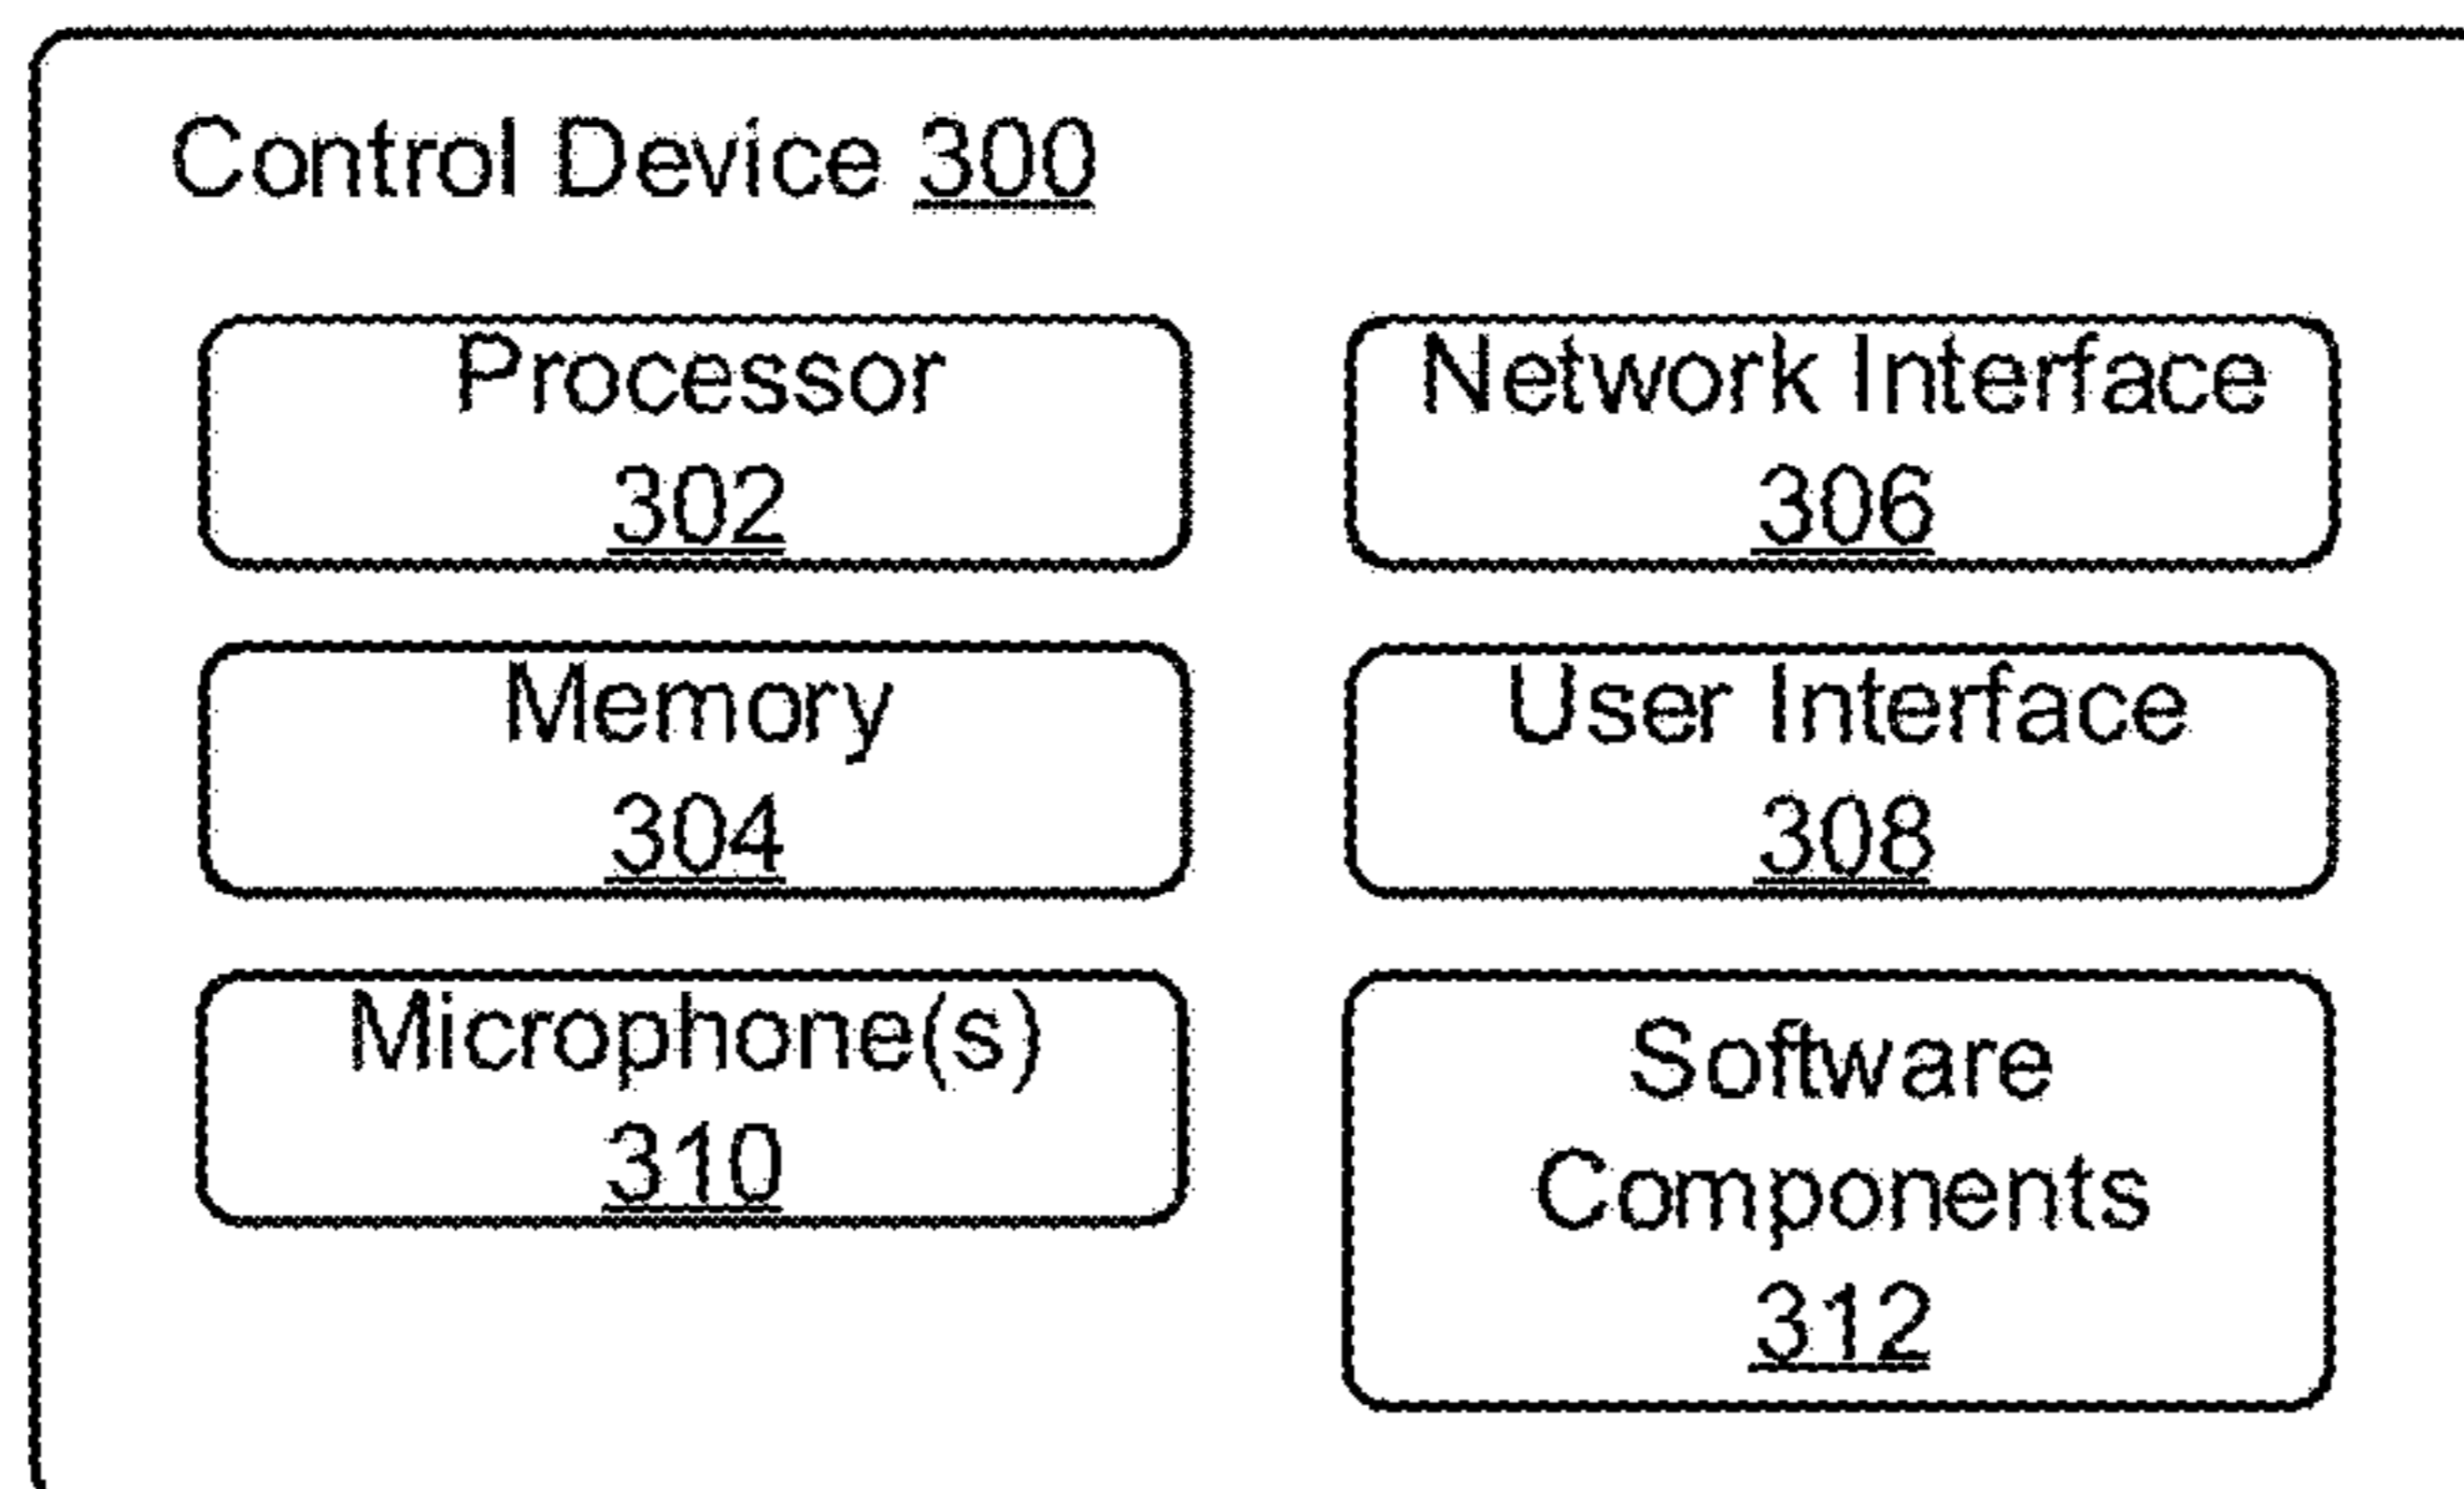 Control Device 300
Processor
302
Network Interface
306
Memory
304
User Interface
308
Microphone(s)
310
Software
Components
312